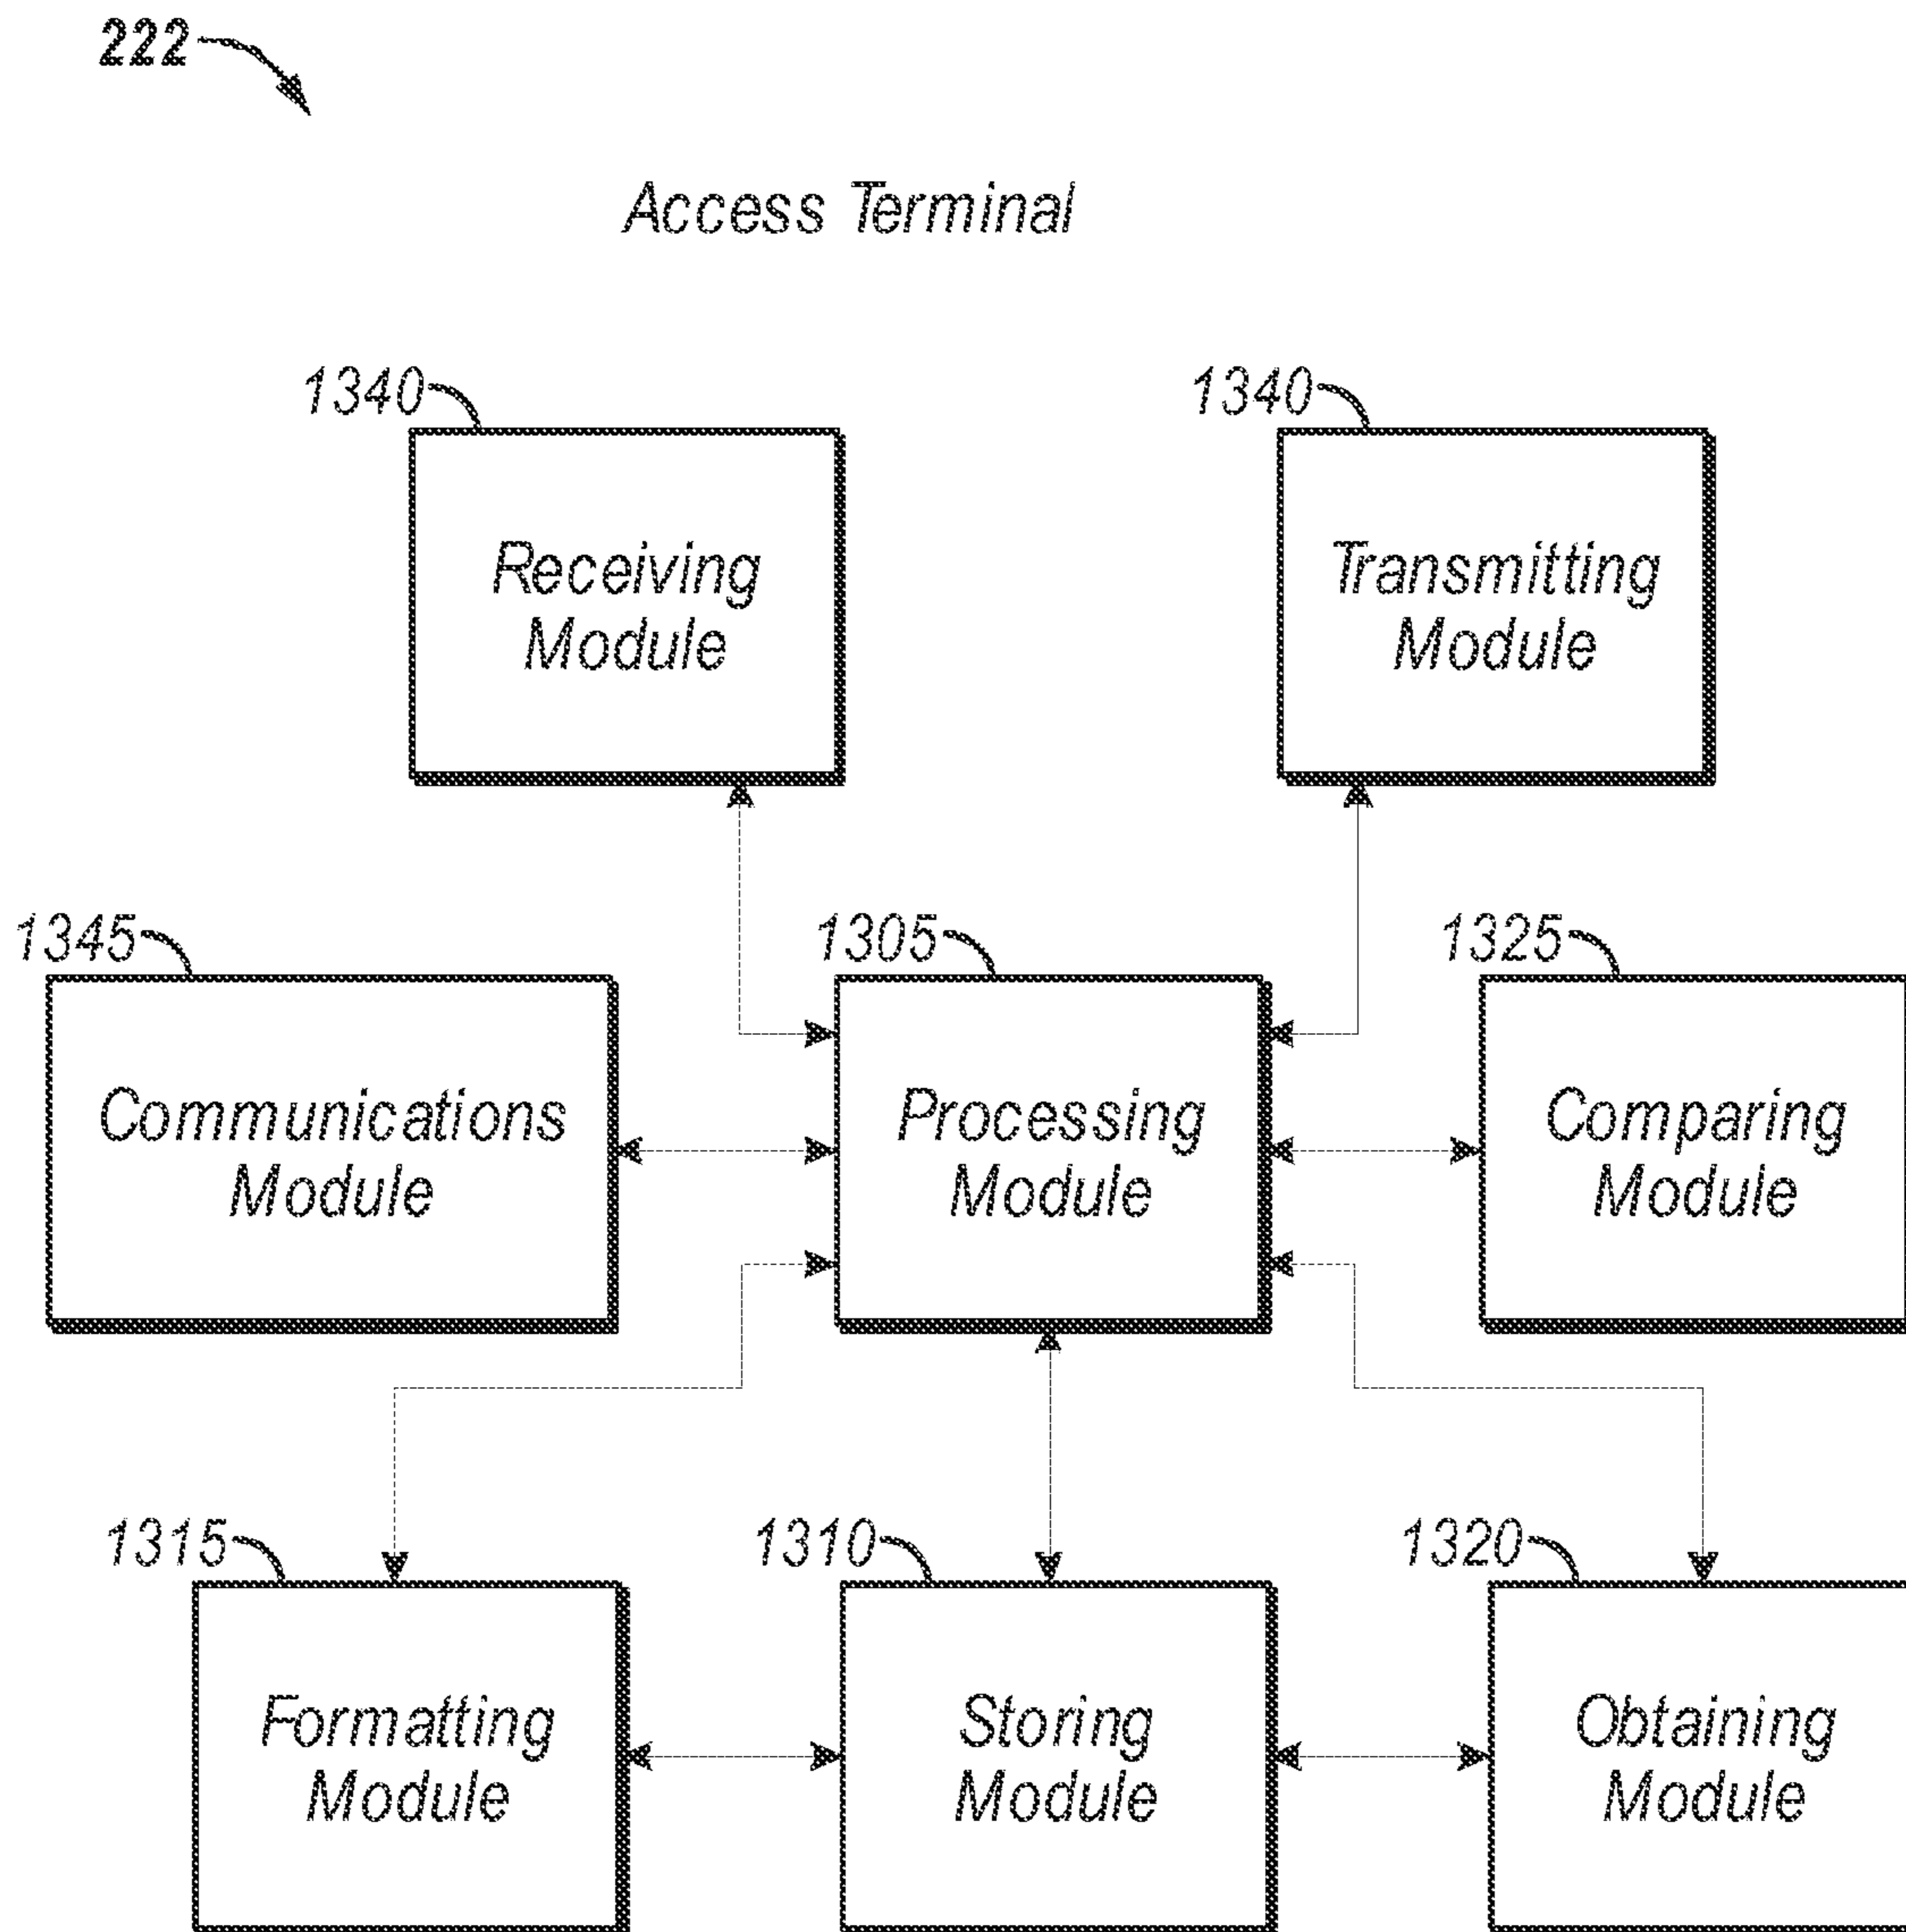 222
Access Terminal
1340
1340
Receiving
Module
Transmitting
Module
1345
1305
1325
Communications
Module
Processing
Module
Comparing
Module
1315
1310
1320
Formatting
Module
Storing
Module
Obtaining
Module